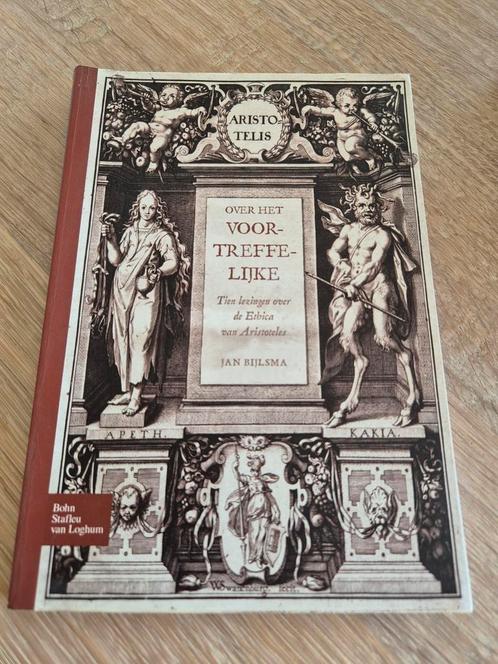 ARISTO-
TELIS
OVER HET
VOOR-
TREFFE-
LIJKE
Tien lezingen over
de Ethica
van Aristoteles
JAN BIJLSMA
ΑΡΕΤΗ.
ΚΑΚΙΑ.
Bohn
Stafleu
van Loghum